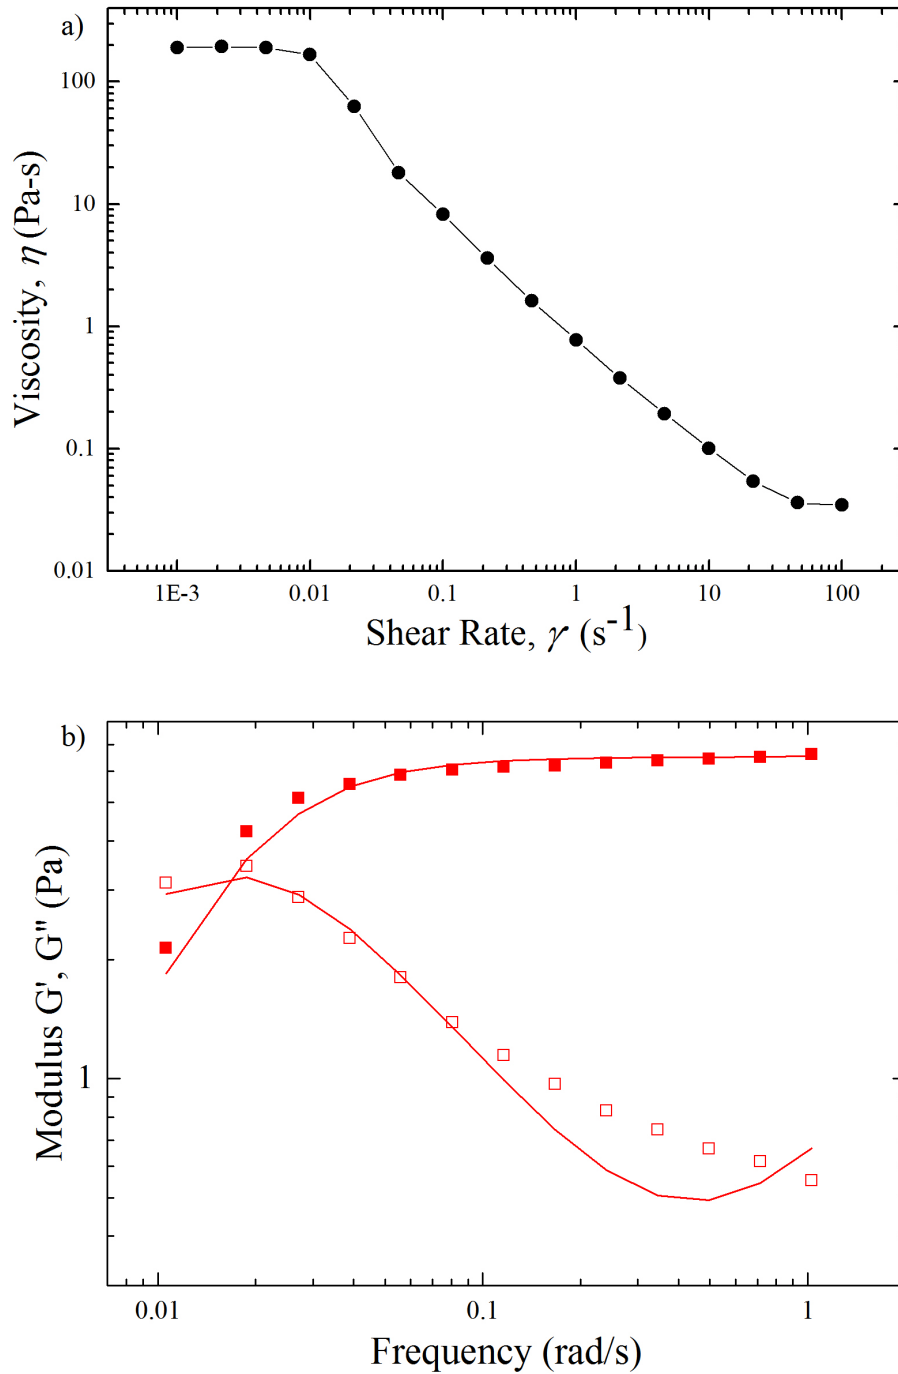 a)
100
10
1
0.1
0.01
Viscosity, η (Pa-s)
1E-3 0.01 0.1 1 10 100
Shear Rate, γ (s⁻¹)
b)
1
Modulus G', G" (Pa)
0.01 0.1 1
Frequency (rad/s)